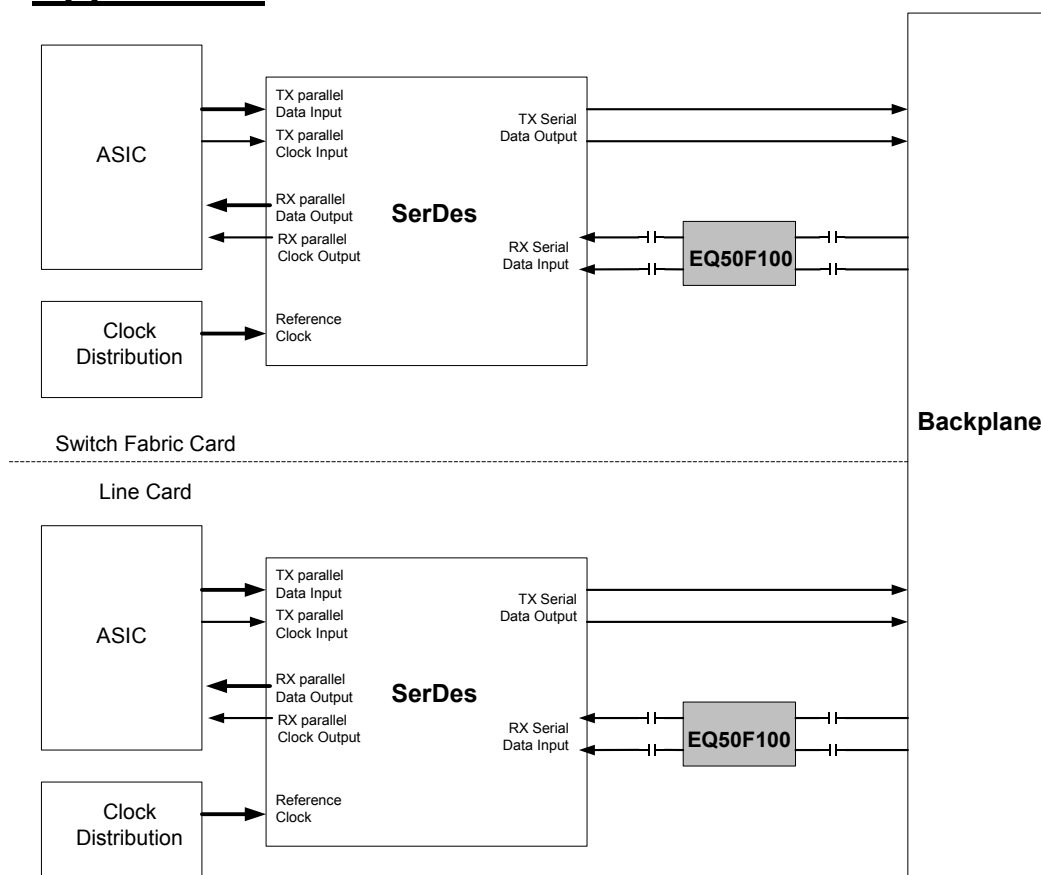 TX parallel
Data Input
TX parallel
Clock Input
TX Serial
Data Output
ASIC
RX parallel
Data Output
RX parallel
Clock Output
SerDes
RX Serial
Data Input
EQ50F100
Clock
Distribution
Reference
Clock
Backplane
Switch Fabric Card
Line Card
TX parallel
Data Input
TX parallel
Clock Input
TX Serial
Data Output
ASIC
RX parallel
Data Output
RX parallel
Clock Output
SerDes
RX Serial
Data Input
EQ50F100
Clock
Distribution
Reference
Clock